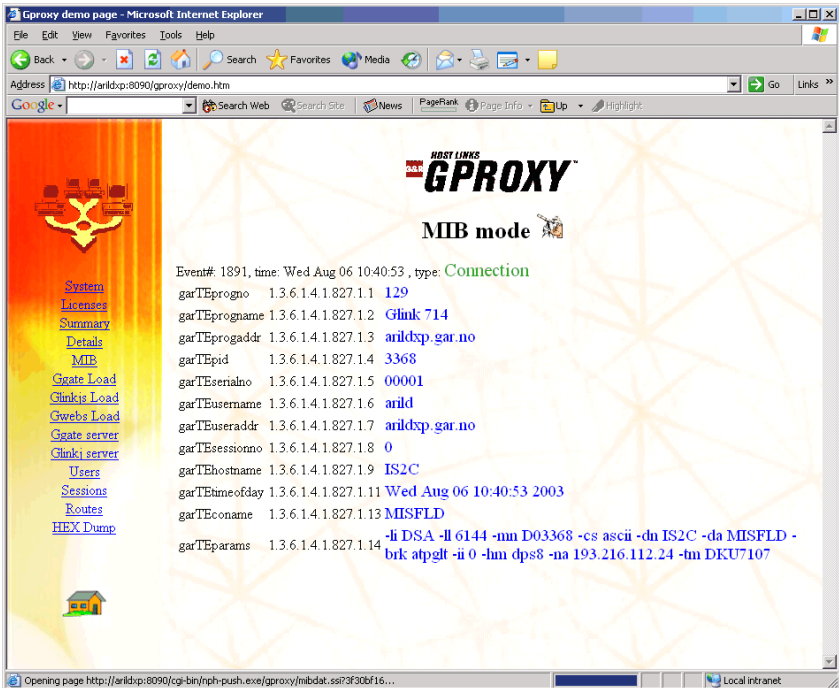 Gproxy demo page - Microsoft Internet Explorer
File Edit View Favorites Tools Help
Back Search Favorites Media
Address http://arildxp:8090/gproxy/demo.htm Go Links »
Google Search Web Search Site News PageRank Page Info Up Highlight
HOST LINKS
G&R GPROXY™
MIB mode
System
Licenses
Summary
Details
MIB
Ggate Load
Glinkjs Load
Gwebs Load
Ggate server
Glinkj server
Users
Sessions
Routes
HEX Dump
Event#: 1891, time: Wed Aug 06 10:40:53 , type: Connection
garTEprogno 1.3.6.1.4.1.827.1.1 129
garTEprogname 1.3.6.1.4.1.827.1.2 Glink 714
garTEprogaddr 1.3.6.1.4.1.827.1.3 arildxp.gar.no
garTEpid 1.3.6.1.4.1.827.1.4 3368
garTEserialno 1.3.6.1.4.1.827.1.5 00001
garTEusername 1.3.6.1.4.1.827.1.6 arild
garTEuseraddr 1.3.6.1.4.1.827.1.7 arildxp.gar.no
garTEsessionno 1.3.6.1.4.1.827.1.8 0
garTEhostname 1.3.6.1.4.1.827.1.9 IS2C
garTEtimeofday 1.3.6.1.4.1.827.1.11 Wed Aug 06 10:40:53 2003
garTEconame 1.3.6.1.4.1.827.1.13 MISFLD
garTEparams 1.3.6.1.4.1.827.1.14 -li DSA -ll 6144 -mn D03368 -cs ascii -dn IS2C -da MISFLD -
brk atpglt -ii 0 -hm dps8 -na 193.216.112.24 -tm DKU7107
Opening page http://arildxp:8090/cgi-bin/nph-push.exe/gproxy/mibdat.ssi?3f30bf16... Local intranet